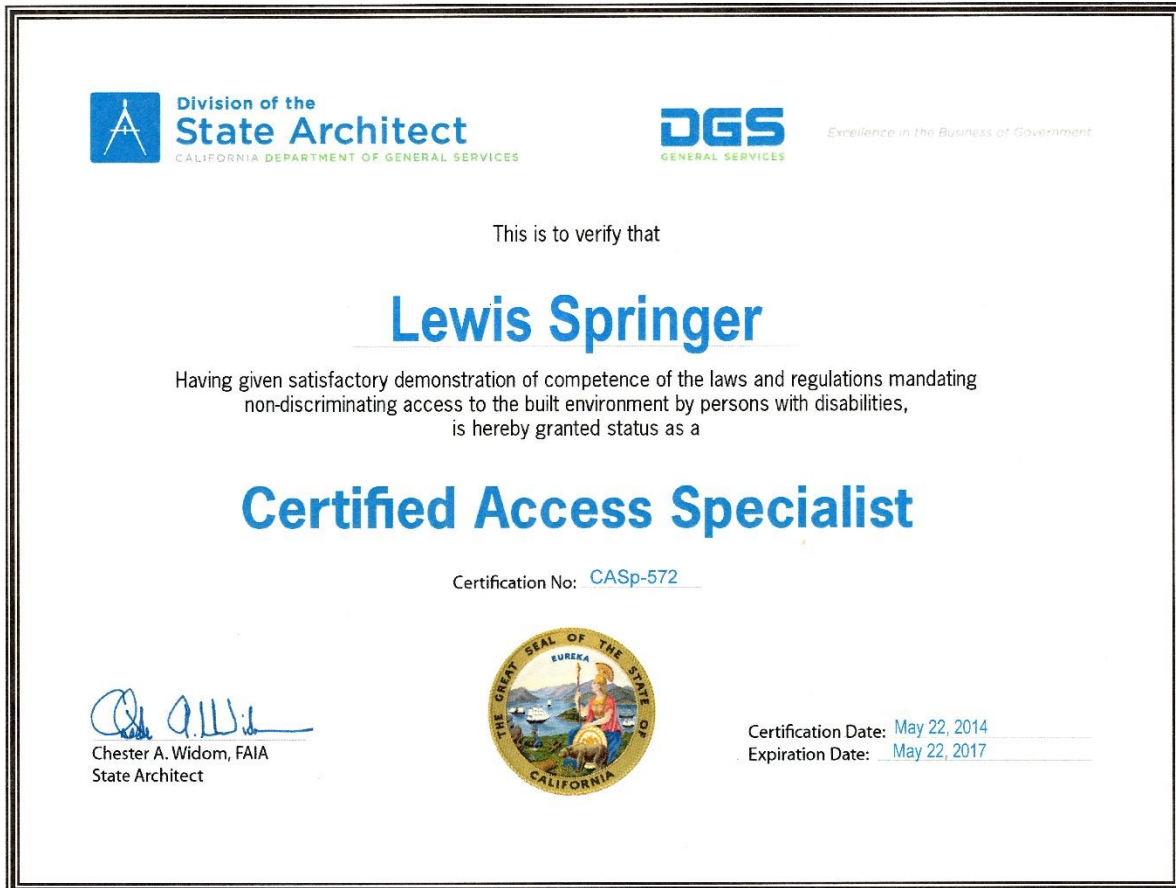 Division of the
State Architect
CALIFORNIA DEPARTMENT OF GENERAL SERVICES
DGS
GENERAL SERVICES
Excellence in the Business of Government
This is to verify that
Lewis Springer
Having given satisfactory demonstration of competence of the laws and regulations mandating
non-discriminating access to the built environment by persons with disabilities,
is hereby granted status as a
Certified Access Specialist
Certification No: CASp-572
THE GREAT SEAL OF THE STATE OF CALIFORNIA
EUREKA
Chester A. Widom, FAIA
State Architect
Certification Date: May 22, 2014
Expiration Date: May 22, 2017